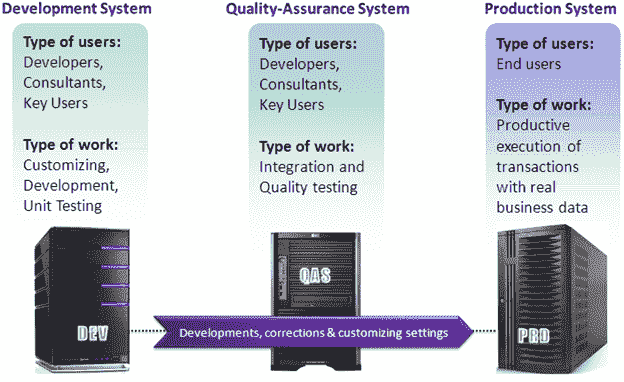 Development System
Type of users:
Developers,
Consultants,
Key Users
Type of work:
Customizing,
Development,
Unit Testing
DEV
Quality-Assurance System
Type of users:
Developers,
Consultants,
Key Users
Type of work:
Integration and
Quality testing
QAS
Production System
Type of users:
End users
Type of work:
Productive
execution of
transactions
with real
business data
PRO
Developments, corrections & customizing settings